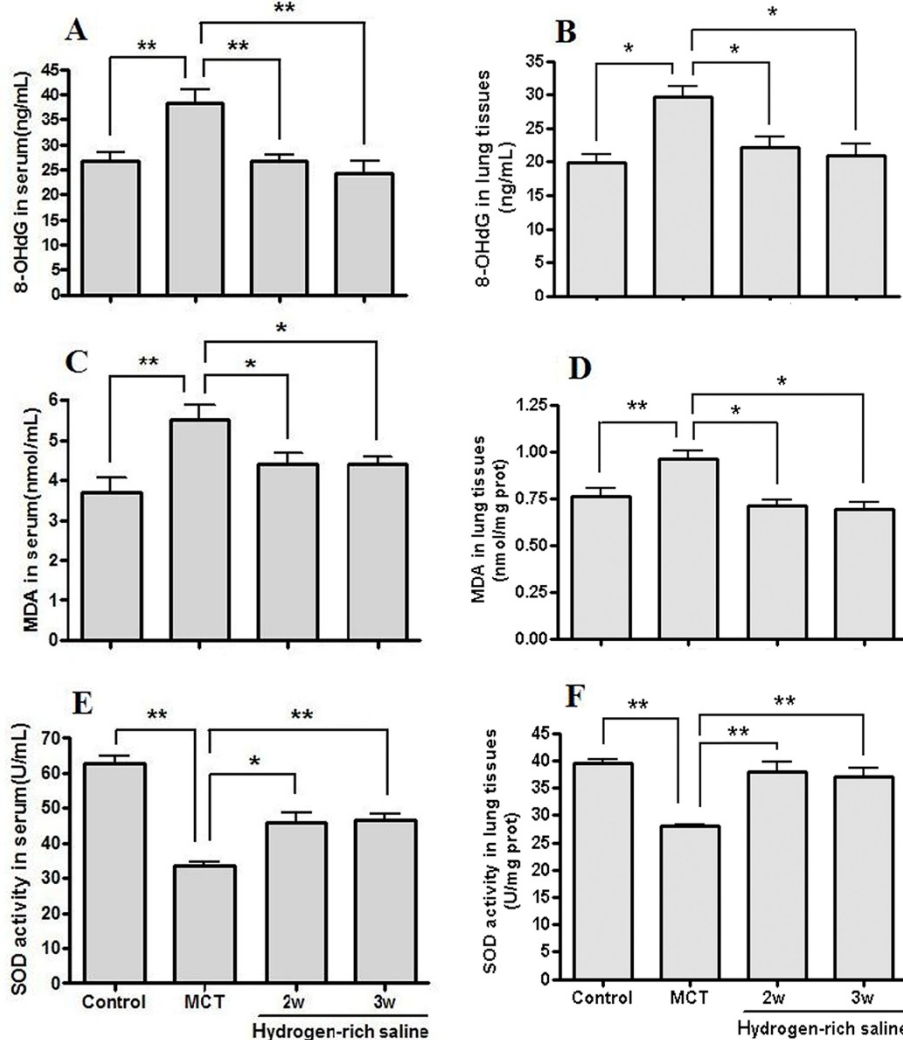 A
**
**
**
8-OHdG in serum(ng/mL)
45
40
35
30
25
20
15
10
5
0
B
*
*
*
8-OHdG in lung tissues
(ng/mL)
35
30
25
20
15
10
5
0
C
**
*
*
MDA in serum(nmol/mL)
6
5
4
3
2
1
0
D
**
*
*
MDA in lung tissues
(nmol/mg prot)
1.25
1.00
0.75
0.50
0.25
0.00
E
**
*
**
SOD activity in serum(U/mL)
70
60
50
40
30
20
10
0
Control
MCT
2w
3w
Hydrogen-rich saline
F
**
**
**
SOD activity in lung tissues
(U/mg prot)
45
40
35
30
25
20
15
10
5
0
Control
MCT
2w
3w
Hydrogen-rich saline